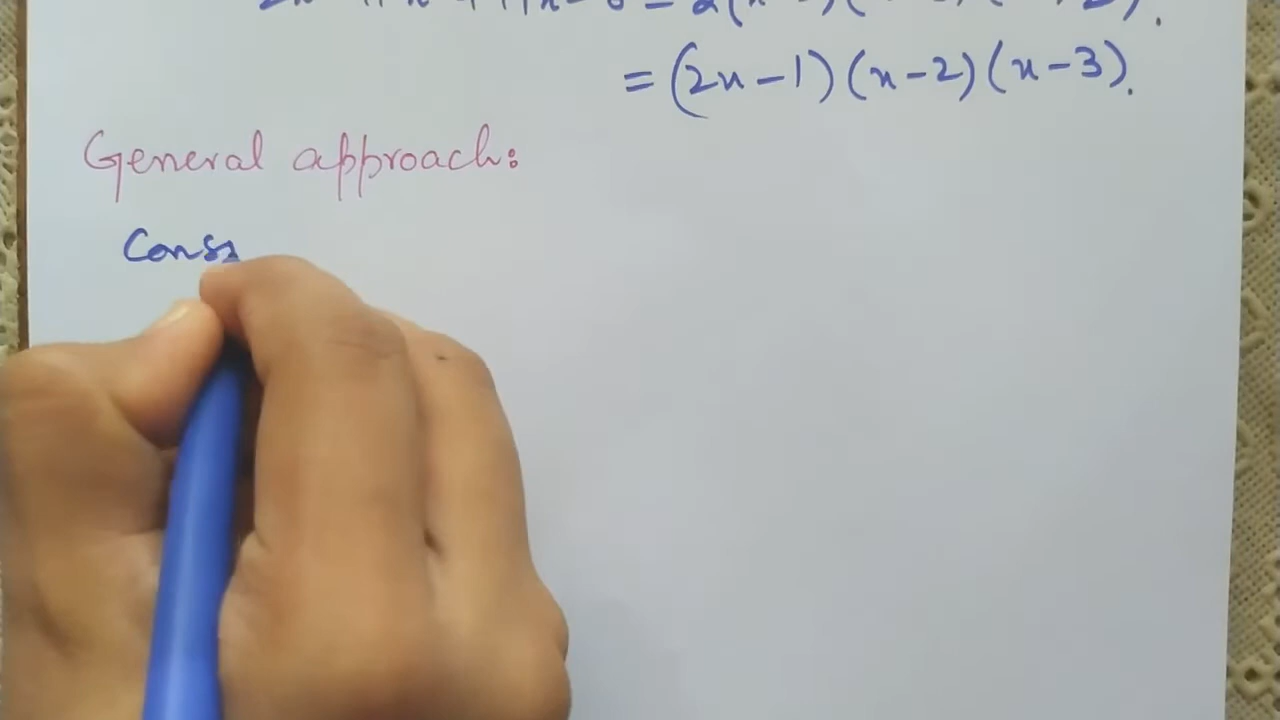 = (2x-1)(x-2)(x-3).
General approach:
Cons